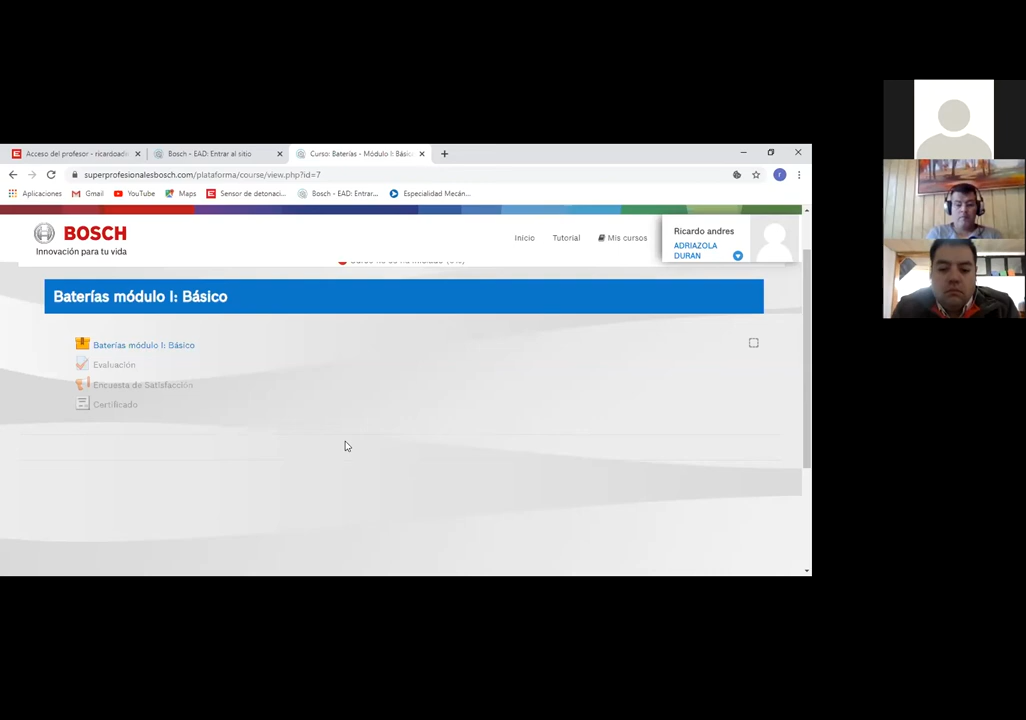 Acceso del profesor - ricardoadi
Bosch - EAD: Entrar al sitio
Curso: Baterías - Módulo I: Básic
superprofesionalesbosch.com/plataforma/course/view.php?id=7
Aplicaciones
Gmail
YouTube
Maps
Sensor de detonaci...
Bosch - EAD: Entrar...
Especialidad Mecán...
BOSCH
Innovación para tu vida
Inicio
Tutorial
Mis cursos
Ricardo andres
ADRIAZOLA
DURAN
Baterías módulo I: Básico
Baterías módulo I: Básico
Evaluación
Encuesta de Satisfacción
Certificado